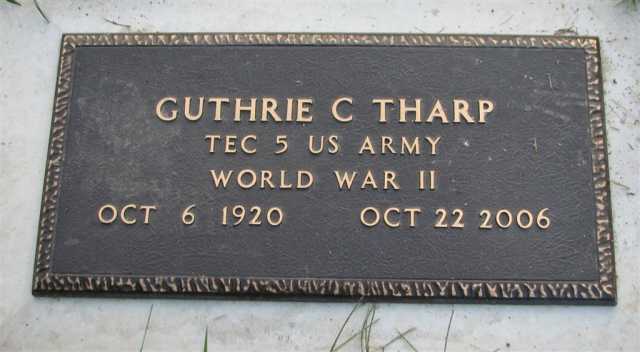 GUTHRIE C THARP
TEC 5 US ARMY
WORLD WAR II
OCT 6 1920 OCT 22 2006